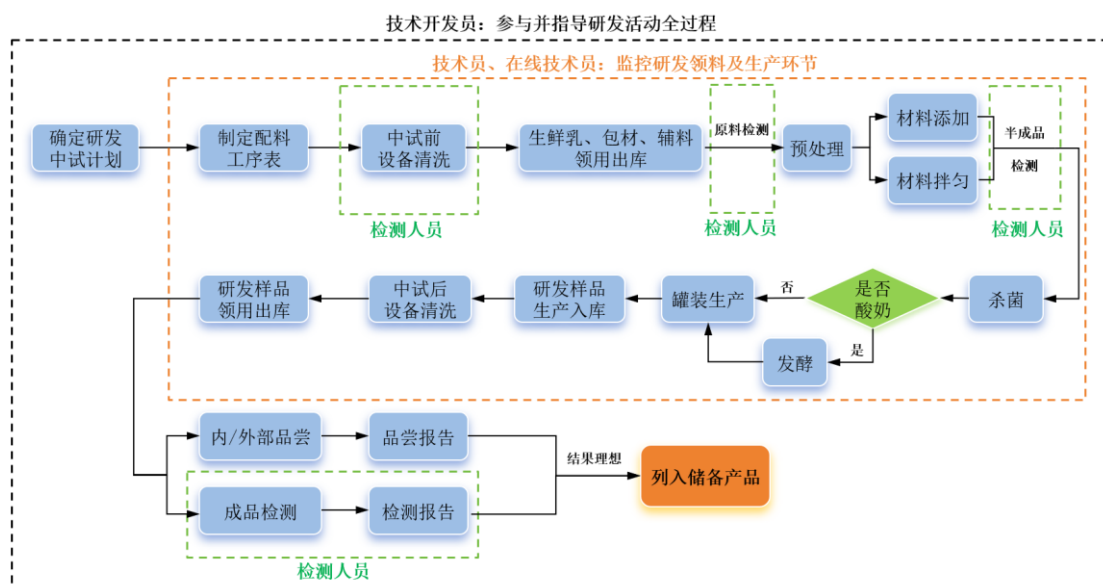 技术开发员：参与并指导研发活动全过程
技术员、在线技术员：监控研发领料及生产环节
确定研发
中试计划
制定配料
工序表
中试前
设备清洗
检测人员
生鲜乳、包材、辅料
领用出库
原料检测
检测人员
预处理
材料添加
材料拌匀
半成品
检测
检测人员
杀菌
是否
酸奶
否
是
发酵
罐装生产
研发样品
生产入库
中试后
设备清洗
研发样品
领用出库
内/外部品尝
品尝报告
成品检测
检测报告
检测人员
结果理想
列入储备产品